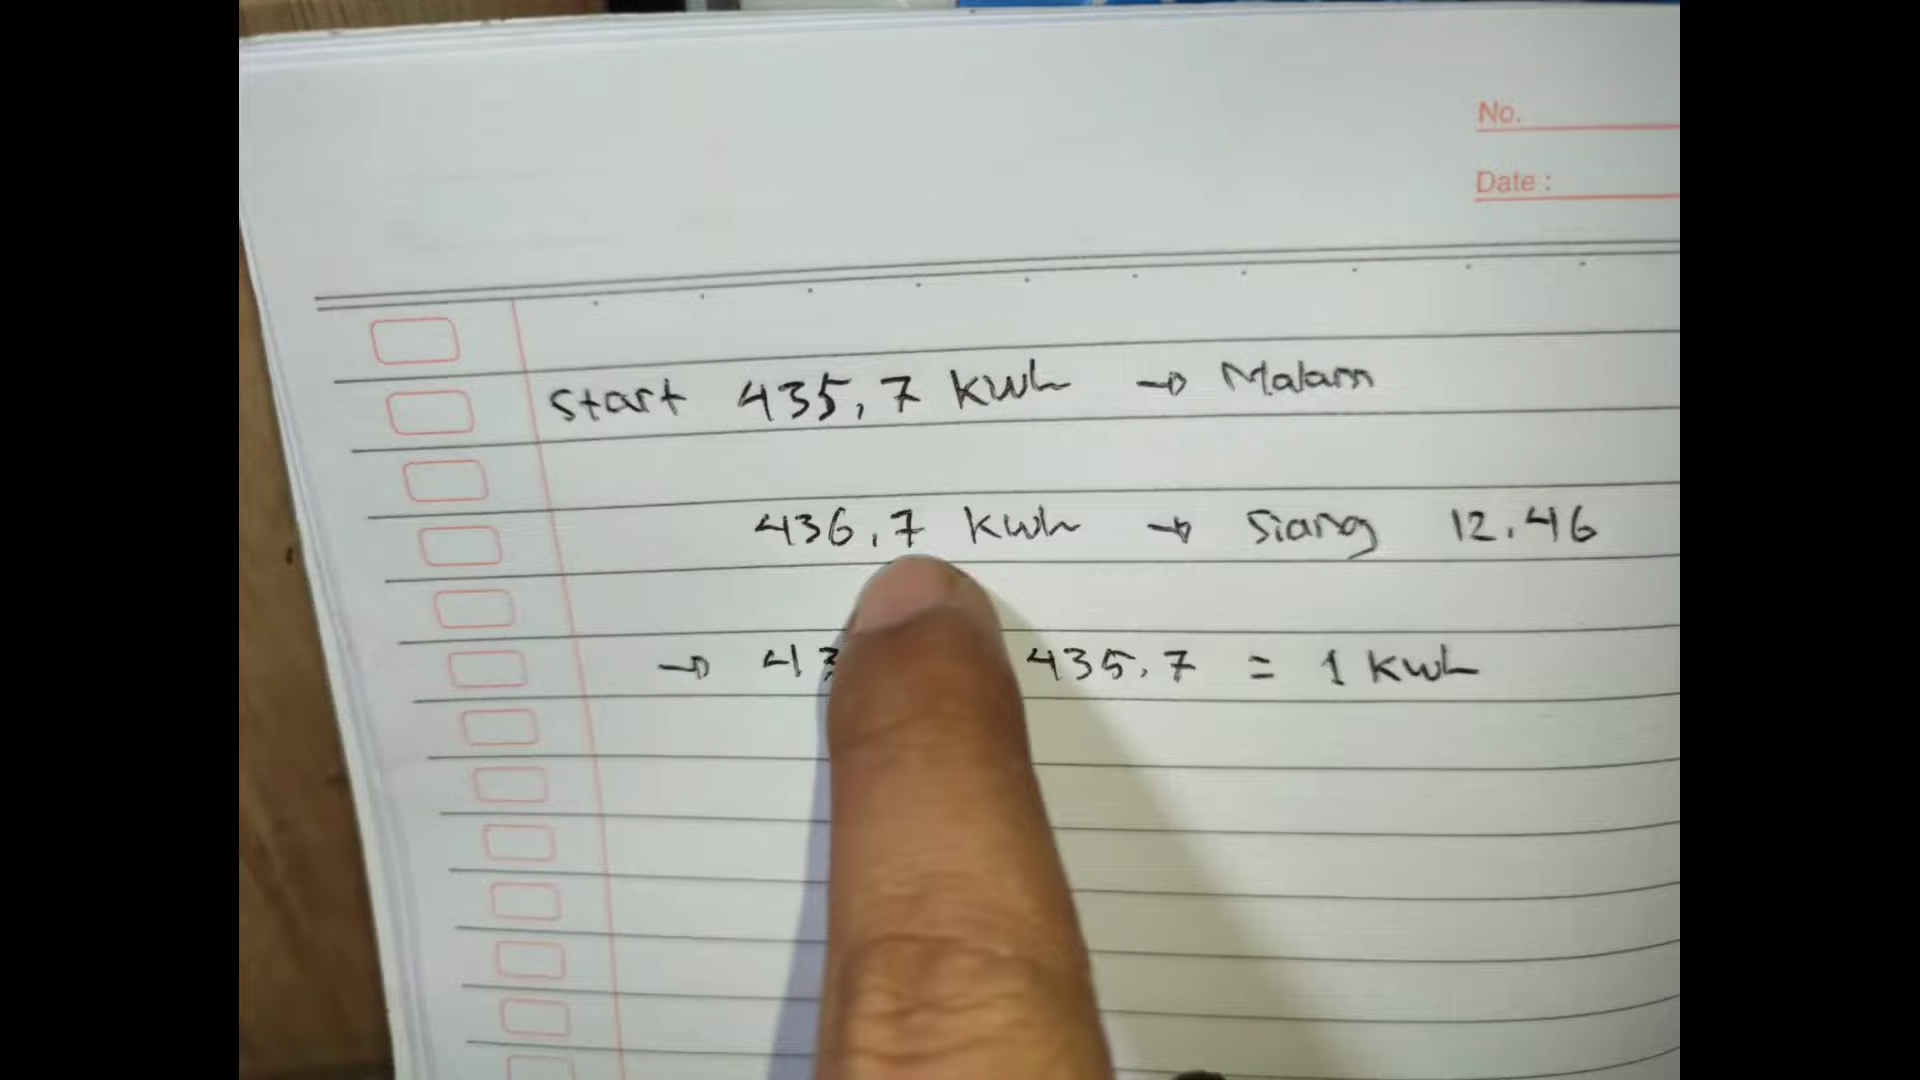 No.
Date :
Start 435,7 kwh → Malam
436,7 kwh → Siang 12.46
→ 435.7 = 1 kwh